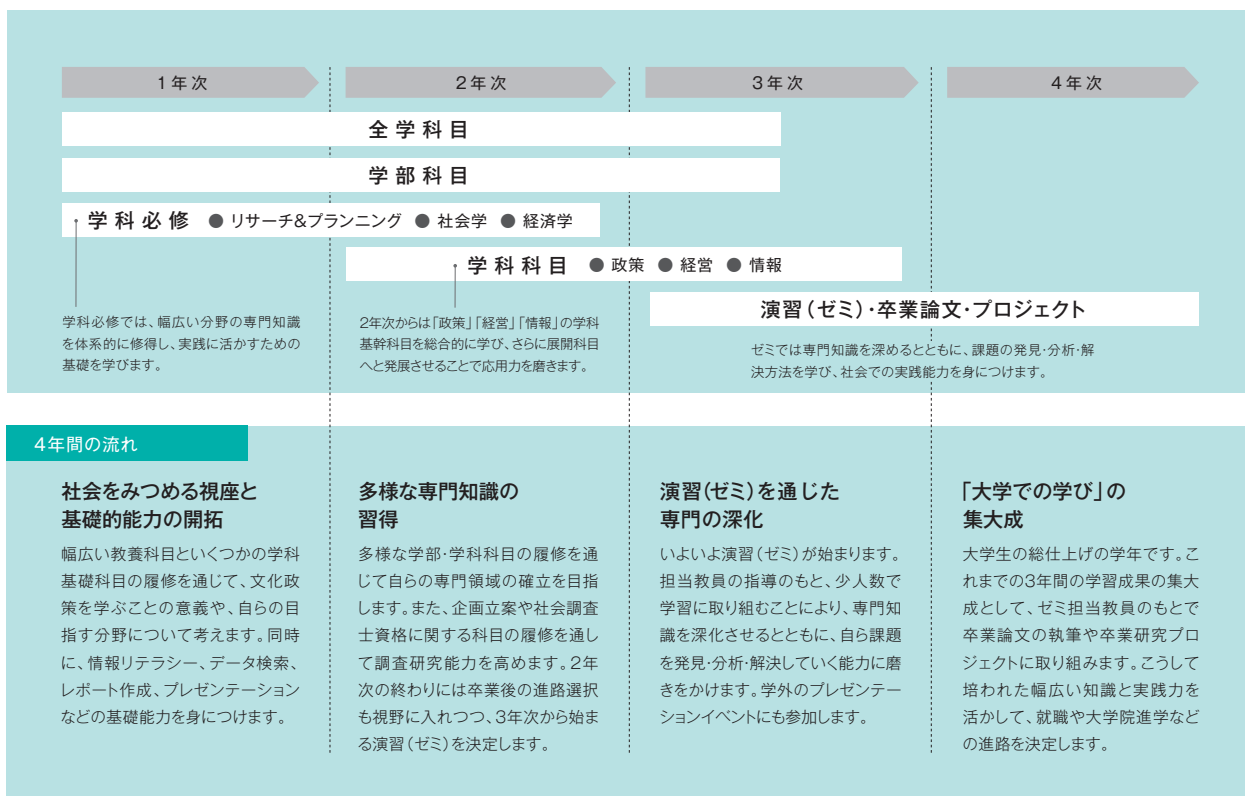 1年次
2年次
3年次
4年次
全学科目
学部科目
学科必修 ● リサーチ&プランニング ● 社会学 ● 経済学
学科科目 ● 政策 ● 経営 ● 情報
演習（ゼミ）・卒業論文・プロジェクト
学科必修では、幅広い分野の専門知識
を体系的に修得し、実践に活かすための
基礎を学びます。
2年次からは「政策」「経営」「情報」の学科
基幹科目を総合的に学び、さらに展開科目
へと発展させることで応用力を磨きます。
ゼミでは専門知識を深めるとともに、課題の発見・分析・解
決方法を学び、社会での実践能力を身につけます。
4年間の流れ
社会をみつめる視座と
基礎的能力の開拓
幅広い教養科目といくつかの学科
基礎科目の履修を通じて、文化政
策を学ぶことの意義や、自らの目
指す分野について考えます。同時
に、情報リテラシー、データ検索、
レポート作成、プレゼンテーション
などの基礎能力を身につけます。
多様な専門知識の
習得
多様な学部・学科科目の履修を通
じて自らの専門領域の確立を目指
します。また、企画立案や社会調査
士資格に関する科目の履修を通し
て調査研究能力を高めます。2年
次の終わりには卒業後の進路選択
も視野に入れつつ、3年次から始ま
る演習（ゼミ）を決定します。
演習（ゼミ）を通じた
専門の深化
いよいよ演習（ゼミ）が始まります。
担当教員の指導のもと、少人数で
学習に取り組むことにより、専門知
識を深化させるとともに、自ら課題
を発見・分析・解決していく能力に磨
きをかけます。学外のプレゼンテー
ションイベントにも参加します。
「大学での学び」の
集大成
大学生の総仕上げの学年です。こ
れまでの3年間の学習成果の集大
成として、ゼミ担当教員のもとで
卒業論文の執筆や卒業研究プロ
ジェクトに取り組みます。こうして
培われた幅広い知識と実践力を
活かして、就職や大学院進学など
の進路を決定します。